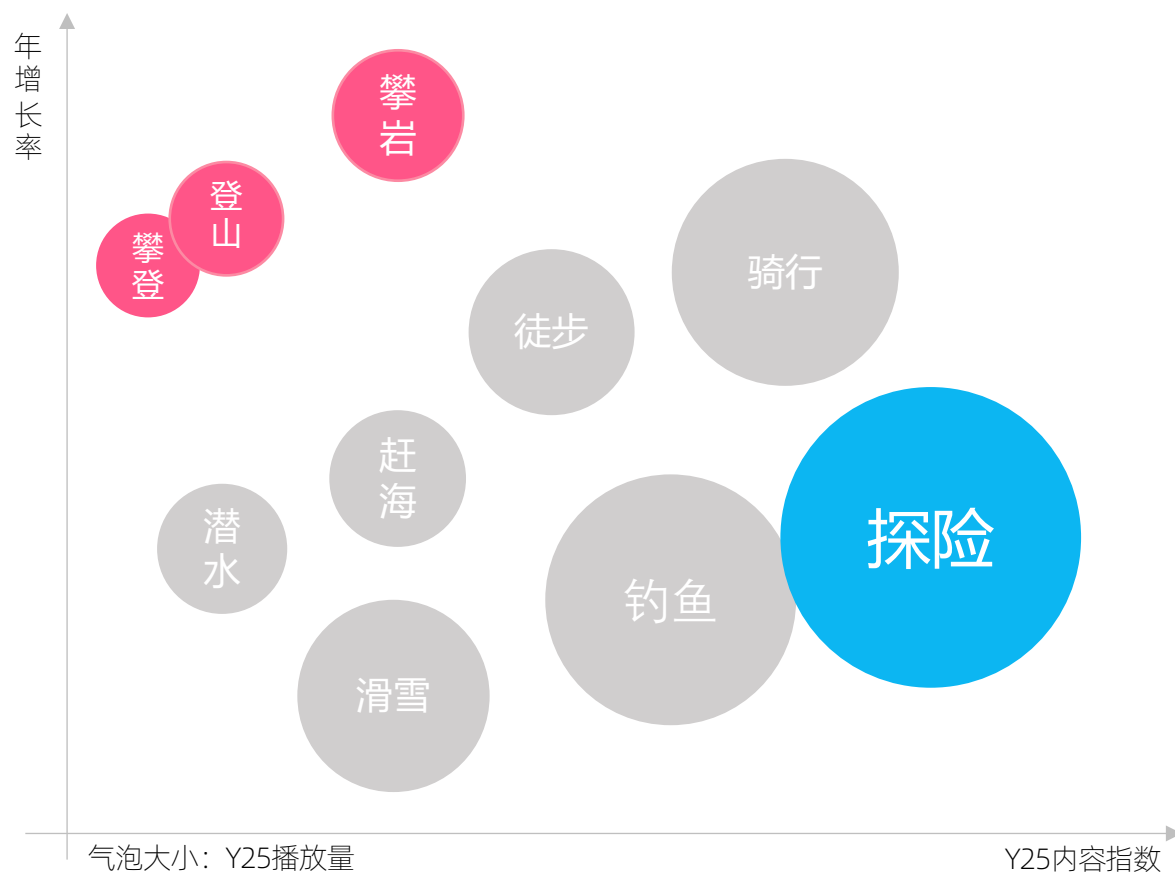 年增长率
攀岩
登山
攀登
骑行
徒步
赶海
潜水
探险
钓鱼
滑雪
气泡大小：Y25播放量
Y25内容指数